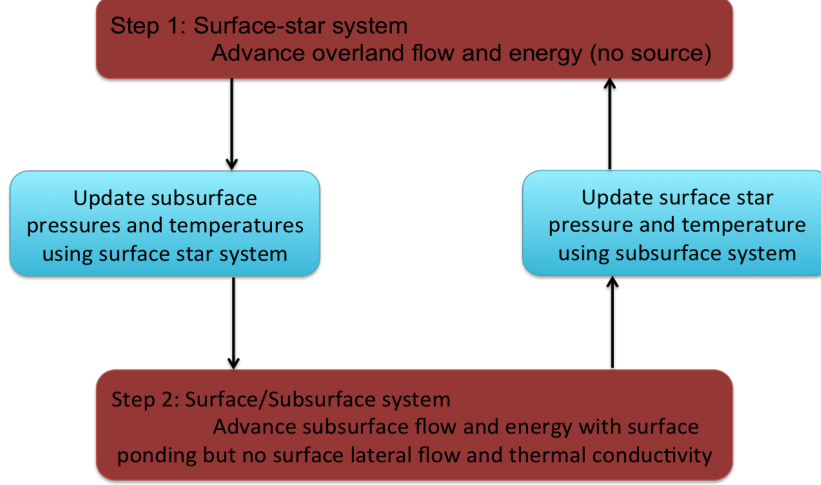 Step 1: Surface-star system
Advance overland flow and energy (no source)
Update subsurface
pressures and temperatures
using surface star system
Update surface star
pressure and temperature
using subsurface system
Step 2: Surface/Subsurface system
Advance subsurface flow and energy with surface
ponding but no surface lateral flow and thermal conductivity